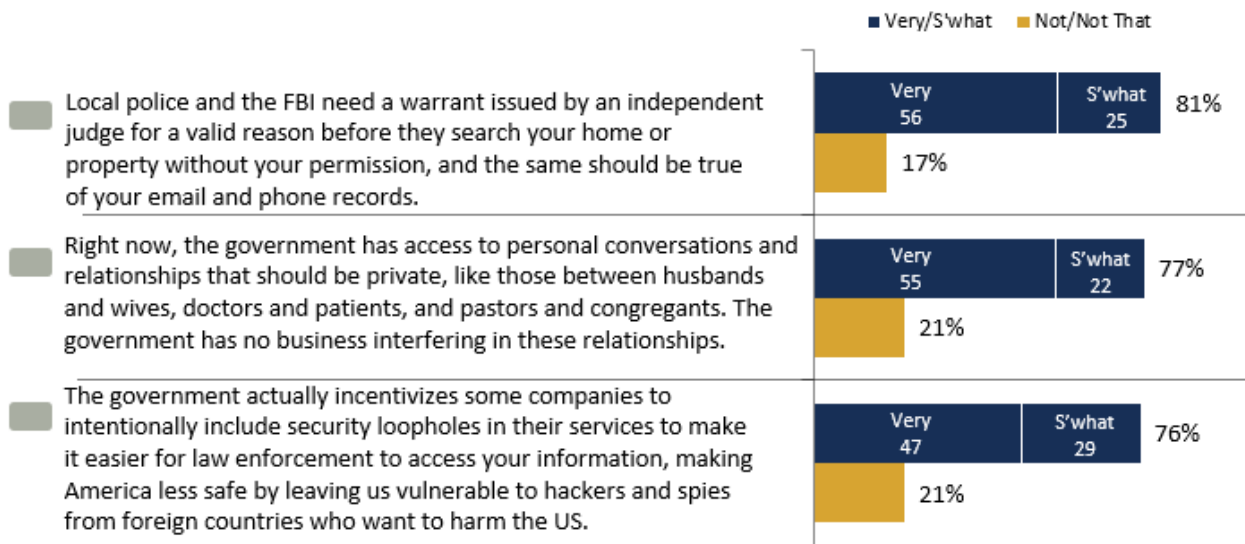 Very/S'what Not/Not That
Local police and the FBI need a warrant issued by an independent
judge for a valid reason before they search your home or
property without your permission, and the same should be true
of your email and phone records.
Very S'what
56 25 81%
17%
Right now, the government has access to personal conversations and
relationships that should be private, like those between husbands
and wives, doctors and patients, and pastors and congregants. The
government has no business interfering in these relationships.
Very S'what
55 22 77%
21%
The government actually incentivizes some companies to
intentionally include security loopholes in their services to make
it easier for law enforcement to access your information, making
America less safe by leaving us vulnerable to hackers and spies
from foreign countries who want to harm the US.
Very S'what
47 29 76%
21%